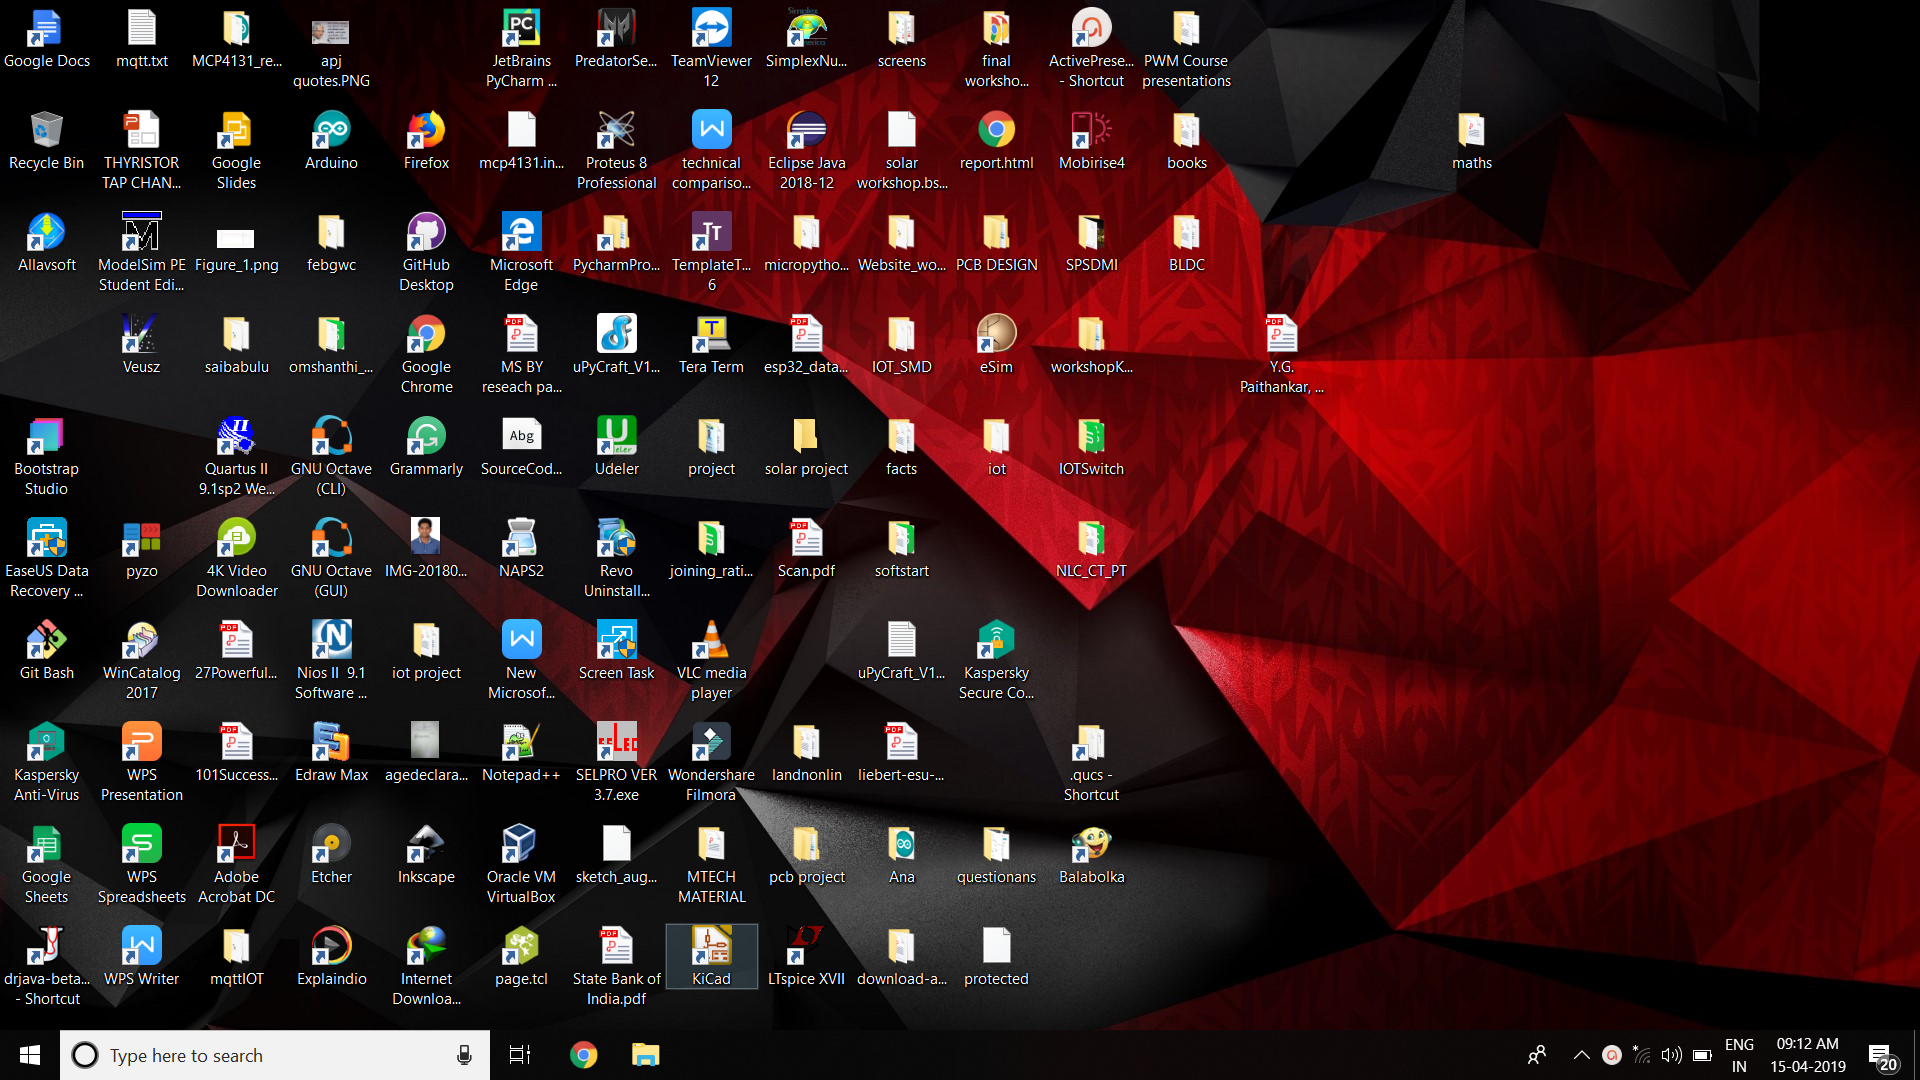 Google Docs
mqtt.txt
MCP4131_re...
apj
quotes.PNG
JetBrains
PyCharm ...
PredatorSe...
TeamViewer
12
SimplexNu...
screens
final
worksho...
ActivePrese...
- Shortcut
PWM Course
presentations
Recycle Bin
THYRISTOR
TAP CHAN...
Google
Slides
Arduino
Firefox
mcp4131.in...
Proteus 8
Professional
technical
compariso...
Eclipse Java
2018-12
solar
workshop.bs...
report.html
Mobirise4
books
maths
Allavsoft
ModelSim PE
Student Edi...
Figure_1.png
febgwc
GitHub
Desktop
Microsoft
Edge
PycharmPro...
TemplateT...
6
micropytho...
Website_wo...
PCB DESIGN
SPSDMI
BLDC
Veusz
saibabulu
omshanthi_...
Google
Chrome
MS BY
reseach pa...
uPyCraft_V1...
Tera Term
esp32_data...
IOT_SMD
eSim
workshopK...
Y.G.
Paithankar, ...
Bootstrap
Studio
Quartus II
9.1sp2 We...
GNU Octave
(CLI)
Grammarly
Abg
SourceCod...
Udeler
project
solar project
facts
iot
IOTSwitch
EaseUS Data
Recovery ...
pyzo
4K Video
Downloader
GNU Octave
(GUI)
IMG-20180...
NAPS2
Revo
Uninstall...
joining_rati...
Scan.pdf
softstart
NLC_CT_PT
Git Bash
WinCatalog
2017
27Powerful...
Nios II 9.1
Software ...
iot project
New
Microsof...
Screen Task
VLC media
player
uPyCraft_V1...
Kaspersky
Secure Co...
Kaspersky
Anti-Virus
WPS
Presentation
101Success...
Edraw Max
agedeclara...
Notepad++
SELPRO VER
3.7.exe
Wondershare
Filmora
landnonlin
liebert-esu-...
.qucs -
Shortcut
Google
Sheets
WPS
Spreadsheets
Adobe
Acrobat DC
Etcher
Inkscape
Oracle VM
VirtualBox
sketch_aug...
MTECH
MATERIAL
pcb project
Ana
questionans
Balabolka
drjava-beta...
- Shortcut
WPS Writer
mqttIOT
Explaindio
Internet
Downloa...
page.tcl
State Bank of
India.pdf
KiCad
LTspice XVII
download-a...
protected
Type here to search
ENG
IN
09:12 AM
15-04-2019
20